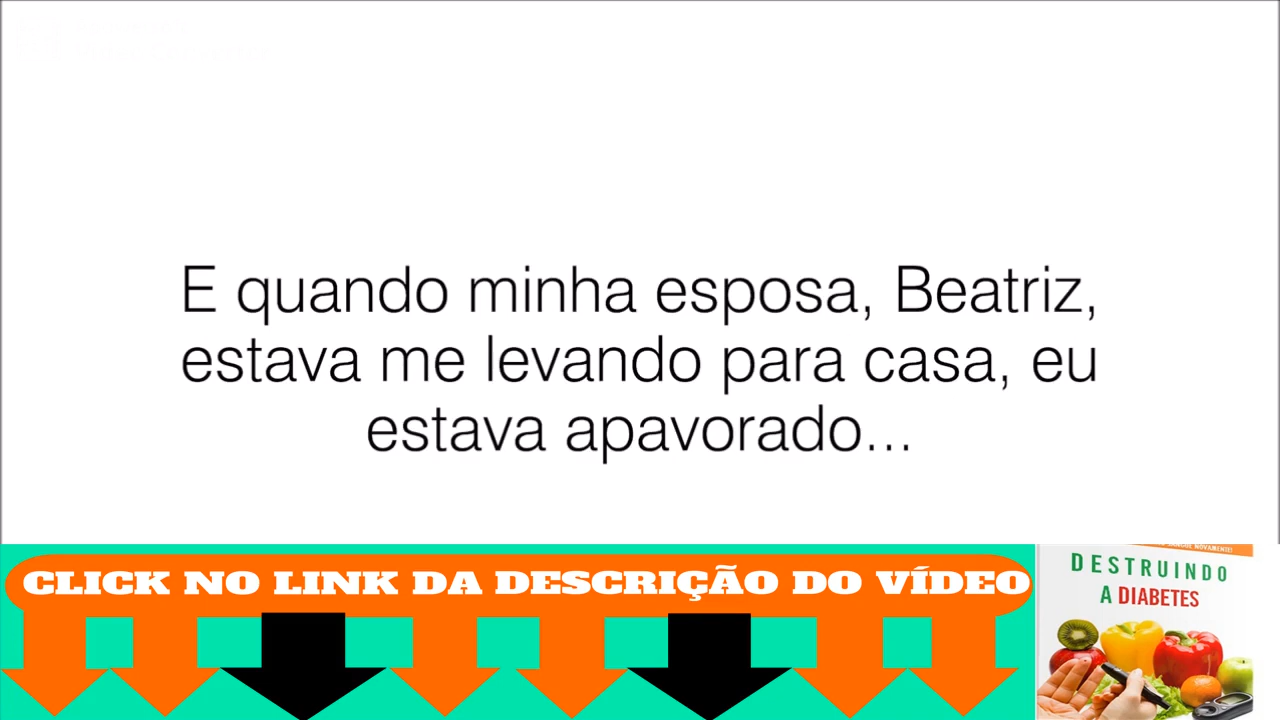 E quando minha esposa, Beatriz,
estava me levando para casa, eu
estava apavorado...
CLICK NO LINK DA DESCRIÇÃO DO VÍDEO
NOVAMENTE!
DESTRUINDO
A DIABETES